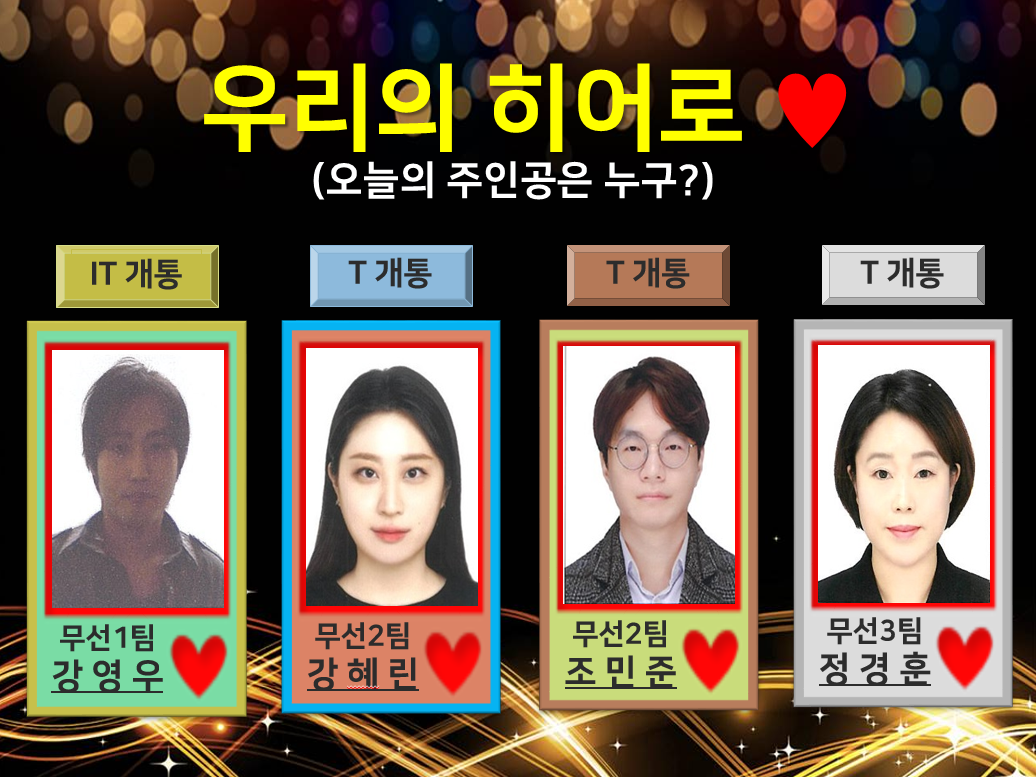 우리의 히어로
(오늘의 주인공은 누구?)
IT 개통
T 개통
T 개통
T 개통
무선1팀
강 영 우
무선2팀
강 혜 린
무선2팀
조 민 준
무선3팀
정 경 훈